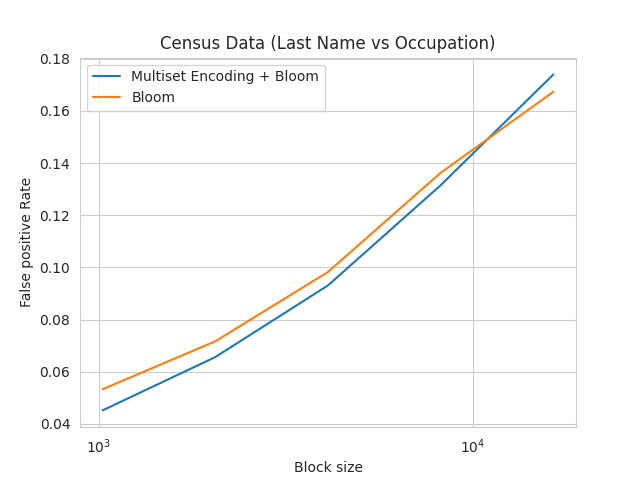 Census Data (Last Name vs Occupation)
Multiset Encoding + Bloom
Bloom
False positive Rate
0.18
0.16
0.14
0.12
0.10
0.08
0.06
0.04
10³
10⁴
Block size